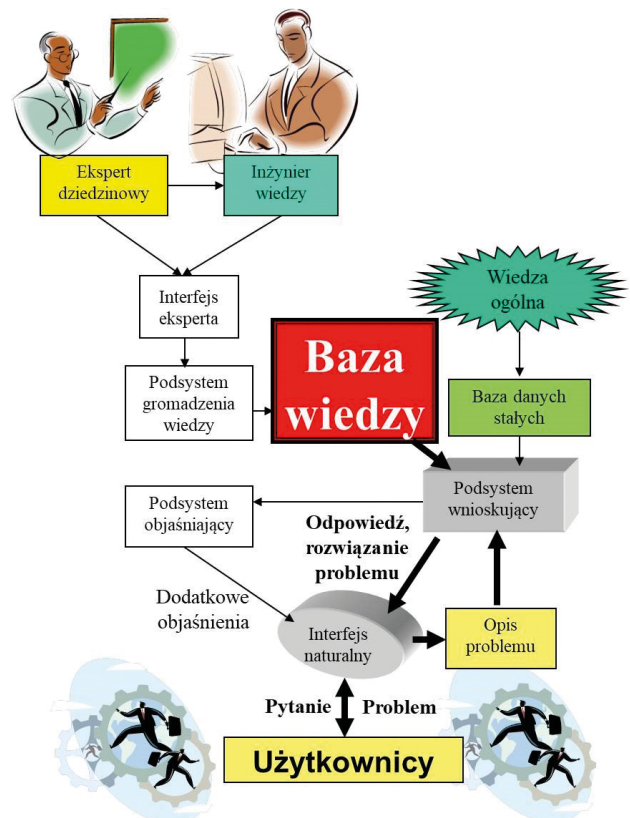 Ekspert
dziedzinowy
Inżynier
wiedzy
Wiedza
ogólna
Interfejs
eksperta
Baza
wiedzy
Podsystem
gromadzenia
wiedzy
Baza danych
stałych
Podsystem
wnioskujący
Podsystem
objaśniający
Odpowiedź,
rozwiązanie
problemu
Dodatkowe
objaśnienia
Interfejs
naturalny
Opis
problemu
Pytanie
Problem
Użytkownicy